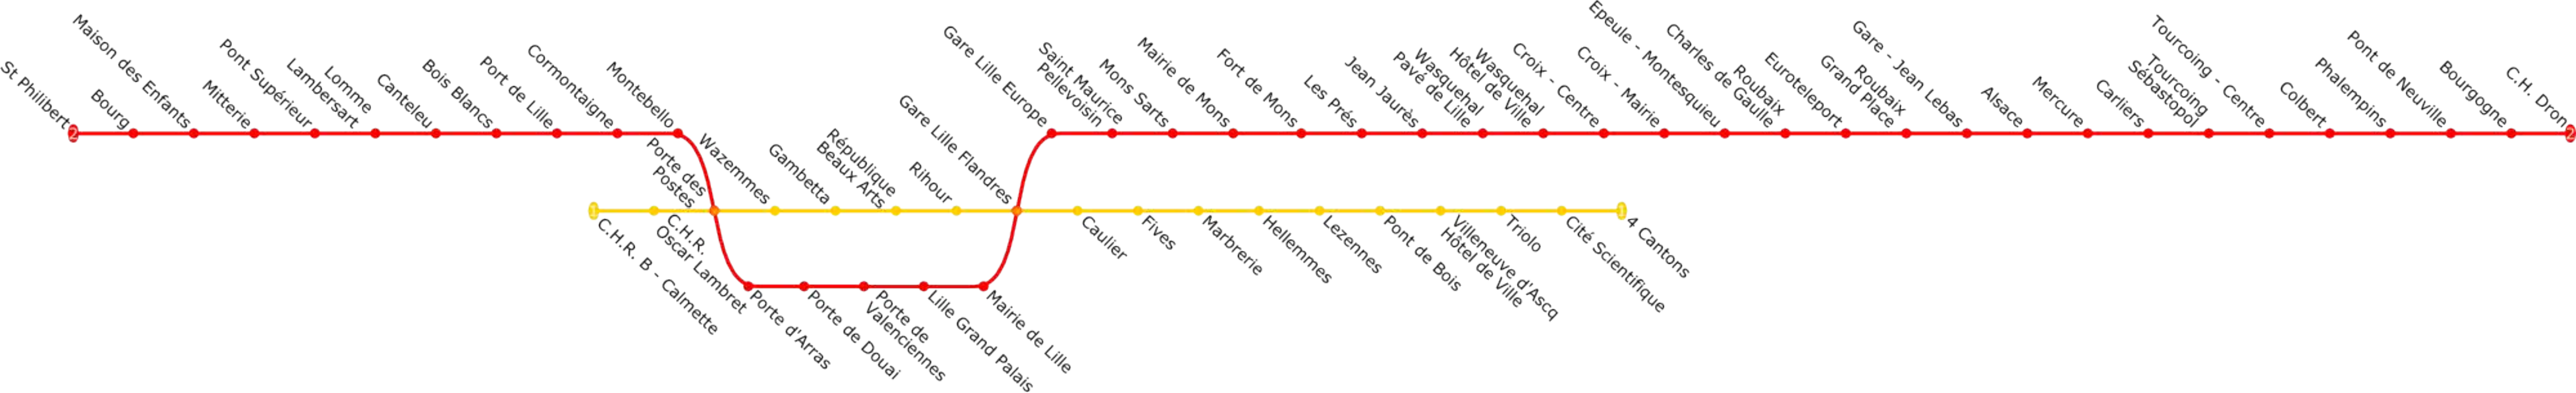 2
St Philibert
Bourg
Maison des Enfants
Mitterie
Pont Supérieur
Lomme
Lambersart
Canteleu
Bois Blancs
Port de Lille
Cormontaigne
Montebello
Porte des
Postes
Porte d'Arras
Porte de Douai
Porte de
Valenciennes
Lille Grand Palais
Mairie de Lille
Gare Lille Flandres
Gare Lille Europe
Saint Maurice
Pellevoisin
Mons Sarts
Mairie de Mons
Fort de Mons
Les Prés
Jean Jaurès
Wasquehal
Pavé de Lille
Wasquehal
Hôtel de Ville
Croix - Centre
Croix - Mairie
Epeule - Montesquieu
Roubaix
Charles de Gaulle
Euroteleport
Roubaix
Grand Place
Gare - Jean Lebas
Alsace
Mercure
Carliers
Tourcoing
Sébastopol
Tourcoing - Centre
Colbert
Phalempins
Pont de Neuville
Bourgogne
C.H. Dron
2
1
C.H.R. B - Calmette
C.H.R.
Oscar Lambret
Wazemmes
Gambetta
République
Beaux Arts
Rihour
Caulier
Fives
Marbrerie
Hellemmes
Lezennes
Pont de Bois
Villeneuve d'Ascq
Hôtel de Ville
Triolo
Cité Scientifique
4 Cantons
1